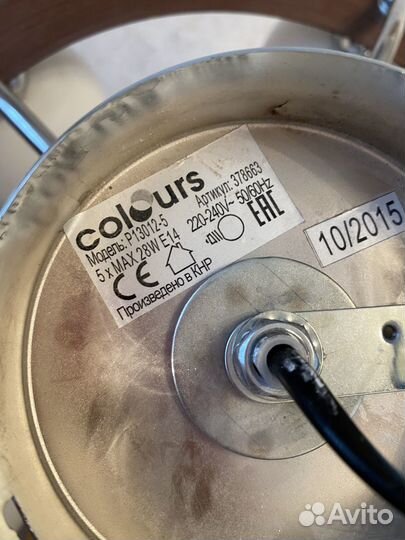 colours
Модель: P13012-5
Артикул: 378663
5 x MAX 28W E14
220-240V~ 50/60Hz
CE
EAC
Произведено в КНР
10/2015
Avito